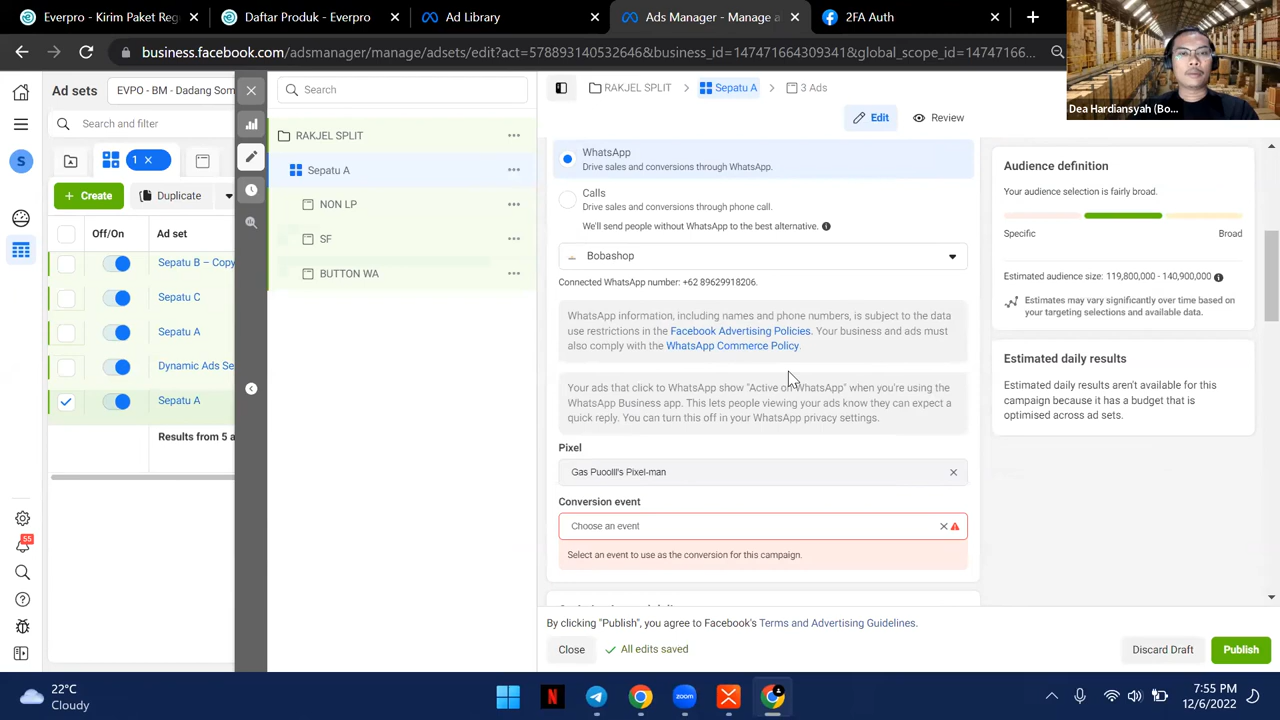 Everpro – Kirim Paket Reg
Daftar Produk - Everpro
Ad Library
Ads Manager - Manage a
2FA Auth
business.facebook.com/adsmanager/manage/adsets/edit?act=578893140532646&business_id=1474716643093​41&global_scope_id=14747166...
Dea Hardiansyah (Bo...
Ad sets
EVPO - BM - Dadang Som
Search
RAKJEL SPLIT
Sepatu A
3 Ads
Search and filter
Edit
Review
RAKJEL SPLIT
1
Sepatu A
Create
Duplicate
NON LP
SF
BUTTON WA
Off/On
Ad set
Sepatu B – Copy
Sepatu C
Sepatu A
Dynamic Ads Se
Sepatu A
Results from 5 a
S
55
WhatsApp
Drive sales and conversions through WhatsApp.
Calls
Drive sales and conversions through phone call.
We'll send people without WhatsApp to the best alternative.
Bobashop
Connected WhatsApp number: +62 89629918206.
WhatsApp information, including names and phone numbers, is subject to the data
use restrictions in the Facebook Advertising Policies. Your business and ads must
also comply with the WhatsApp Commerce Policy.
Your ads that click to WhatsApp show "Active on WhatsApp" when you're using the
WhatsApp Business app. This lets people viewing your ads know they can expect a
quick reply. You can turn this off in your WhatsApp privacy settings.
Pixel
Gas Puoolll's Pixel-man
Conversion event
Choose an event
Select an event to use as the conversion for this campaign.
Audience definition
Your audience selection is fairly broad.
Specific
Broad
Estimated audience size: 119,800,000 - 140,900,000
Estimates may vary significantly over time based on
your targeting selections and available data.
Estimated daily results
Estimated daily results aren't available for this
campaign because it has a budget that is
optimised across ad sets.
By clicking "Publish", you agree to Facebook's Terms and Advertising Guidelines.
Close
All edits saved
Discard Draft
Publish
22°C
Cloudy
zoom
7:55 PM
12/6/2022